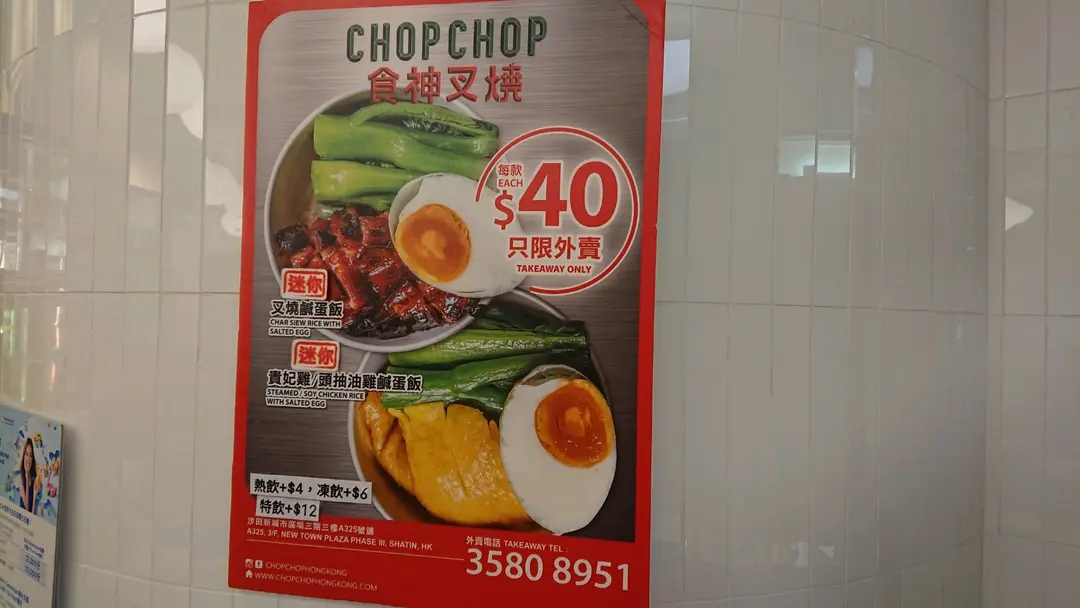 CHOPCHOP
食神叉燒
每款
EACH
$40
只限外賣
TAKEAWAY ONLY
迷你
叉燒鹹蛋飯
CHAR SIEW RICE WITH
SALTED EGG
迷你
貴妃雞/頭抽油雞鹹蛋飯
STEAMED / SOY CHICKEN RICE
WITH SALTED EGG
熱飲+$4，凍飲+$6
特飲+$12
沙田新城市廣場三期三樓A325號舖
A325, 3/F, NEW TOWN PLAZA PHASE III, SHATIN, HK
CHOPCHOPHONGKONG
WWW.CHOPCHOPHONGKONG.COM
外賣電話 TAKEAWAY TEL :
3580 8951